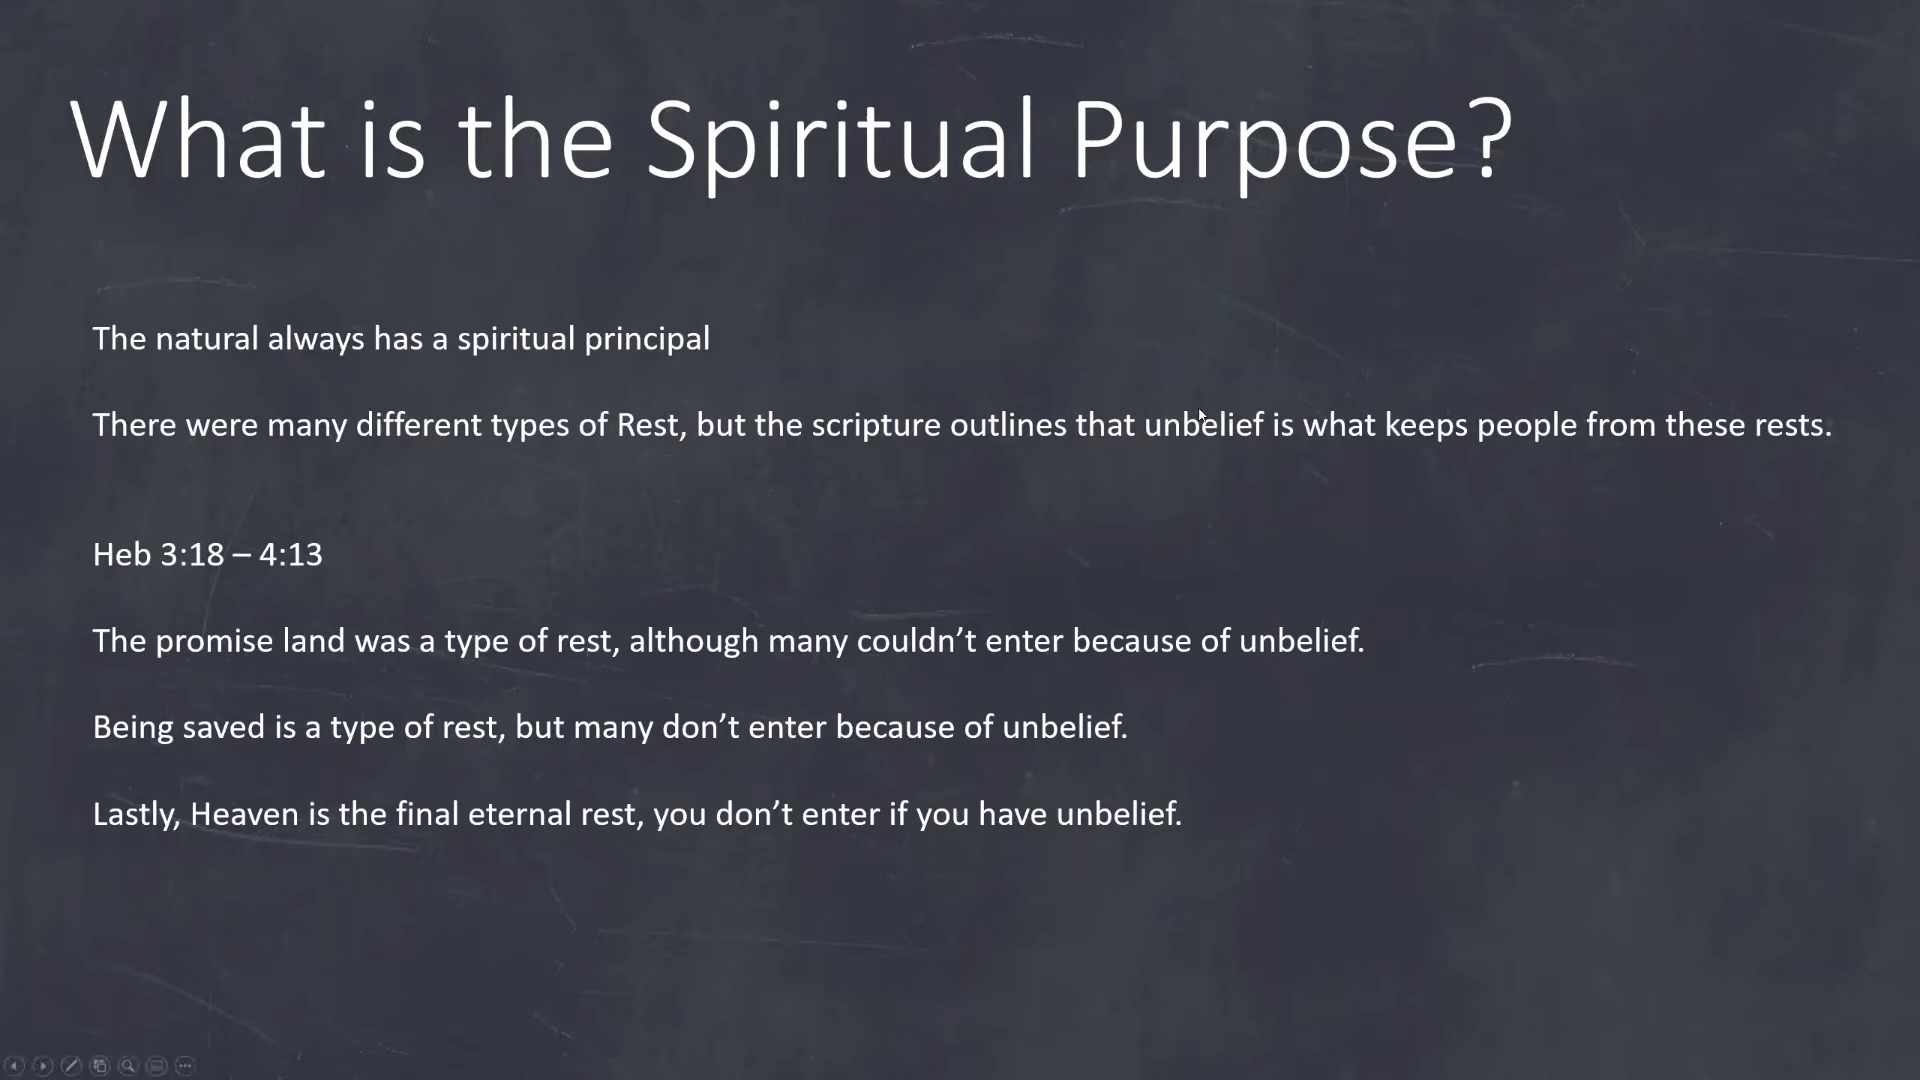 What is the Spiritual Purpose?
The natural always has a spiritual principal
There were many different types of Rest, but the scripture outlines that unbelief is what keeps people from these rests.
Heb 3:18 – 4:13
The promise land was a type of rest, although many couldn’t enter because of unbelief.
Being saved is a type of rest, but many don’t enter because of unbelief.
Lastly, Heaven is the final eternal rest, you don’t enter if you have unbelief.